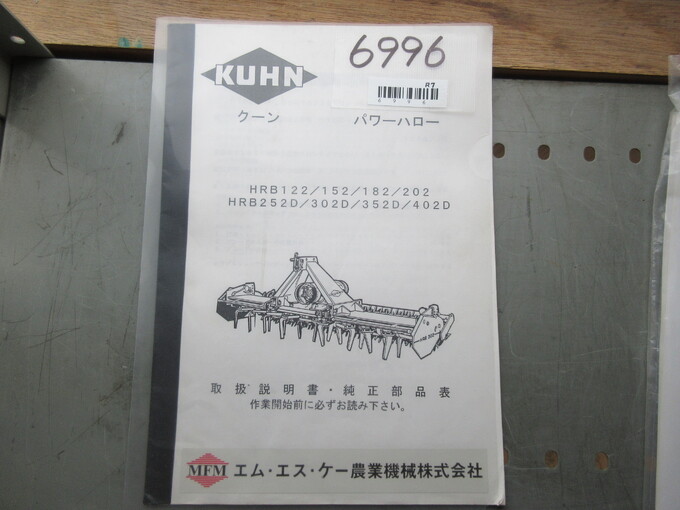 KUHN
6996
R7
6996
クーン パワーハロー
HRB122／152／182／202
HRB252D／302D／352D／402D
取扱説明書・純正部品表
作業開始前に必ずお読み下さい。
MFM エム・エス・ケー農業機械株式会社